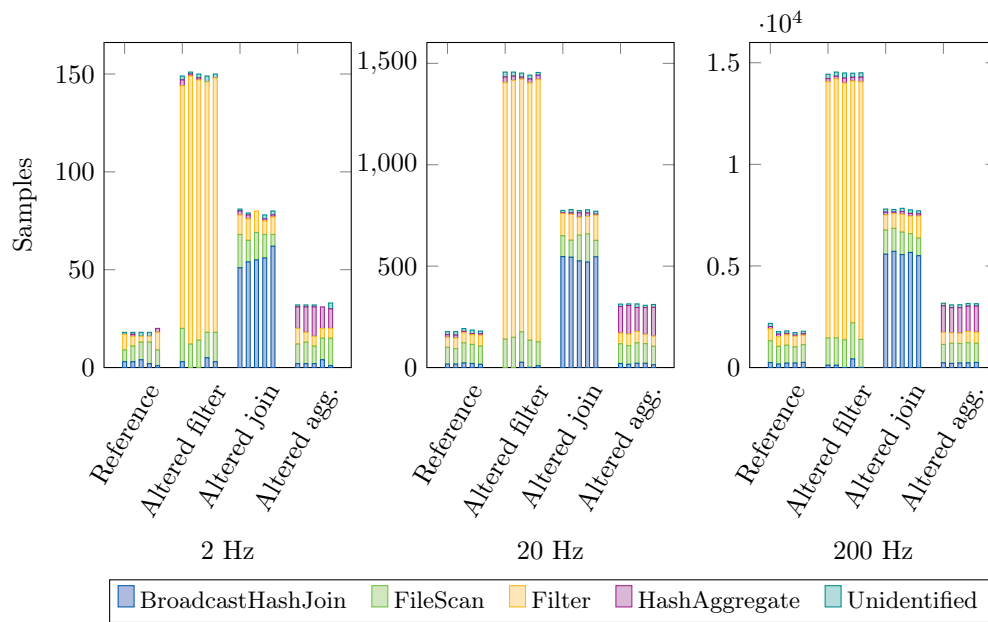 ·10⁴
150
100
50
0
Samples
1,500
1,000
500
0
1.5
1
0.5
0
Reference
Altered filter
Altered join
Altered agg.
Reference
Altered filter
Altered join
Altered agg.
Reference
Altered filter
Altered join
Altered agg.
2 Hz
20 Hz
200 Hz
BroadcastHashJoin FileScan Filter HashAggregate Unidentified